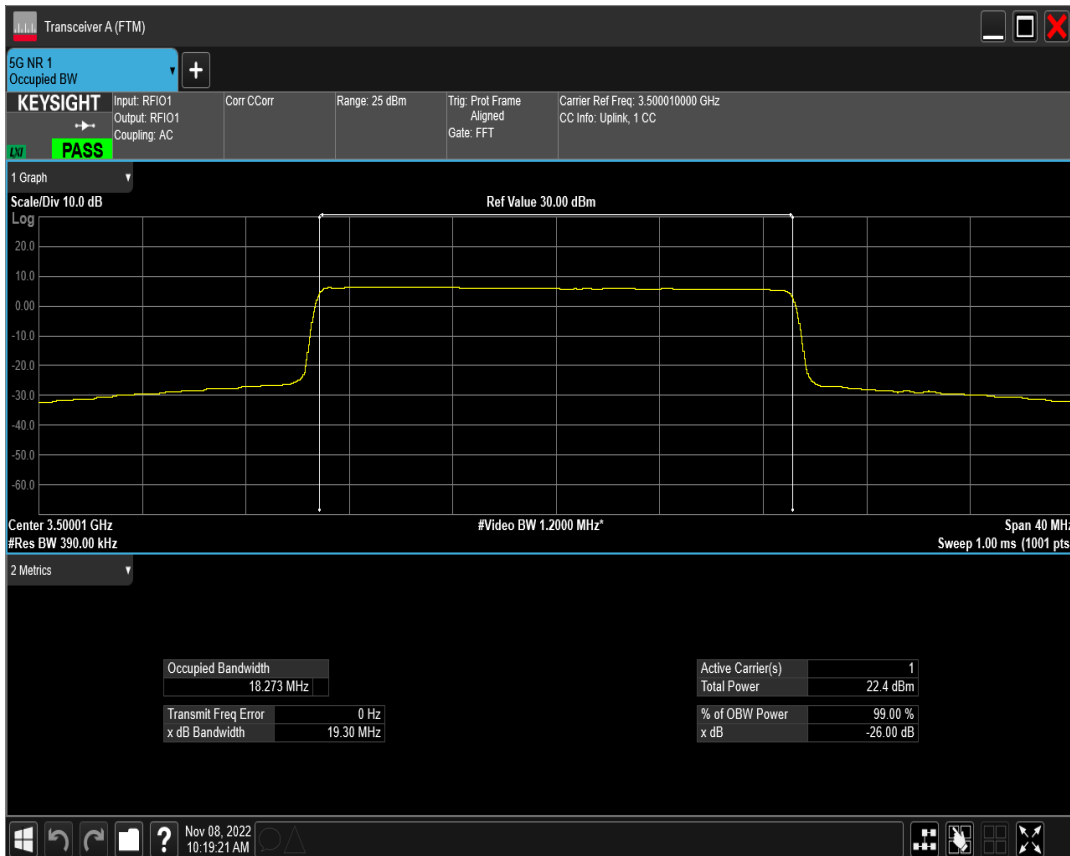 Transceiver A (FTM)
5G NR 1
Occupied BW
+
KEYSIGHT
LXI
PASS
Input: RFIO1
Output: RFIO1
Coupling: AC
Corr CCorr
Range: 25 dBm
Trig: Prot Frame
Aligned
Gate: FFT
Carrier Ref Freq: 3.500010000 GHz
CC Info: Uplink, 1 CC
1 Graph
Scale/Div 10.0 dB
Ref Value 30.00 dBm
Log
20.0
10.0
0.00
-10.0
-20.0
-30.0
-40.0
-50.0
-60.0
Center 3.50001 GHz
#Video BW 1.2000 MHz*
Span 40 MHz
#Res BW 390.00 kHz
Sweep 1.00 ms (1001 pts
2 Metrics
Occupied Bandwidth
18.273 MHz
Transmit Freq Error 0 Hz
x dB Bandwidth 19.30 MHz
Active Carrier(s) 1
Total Power 22.4 dBm
% of OBW Power 99.00 %
x dB -26.00 dB
?
Nov 08, 2022
10:19:21 AM